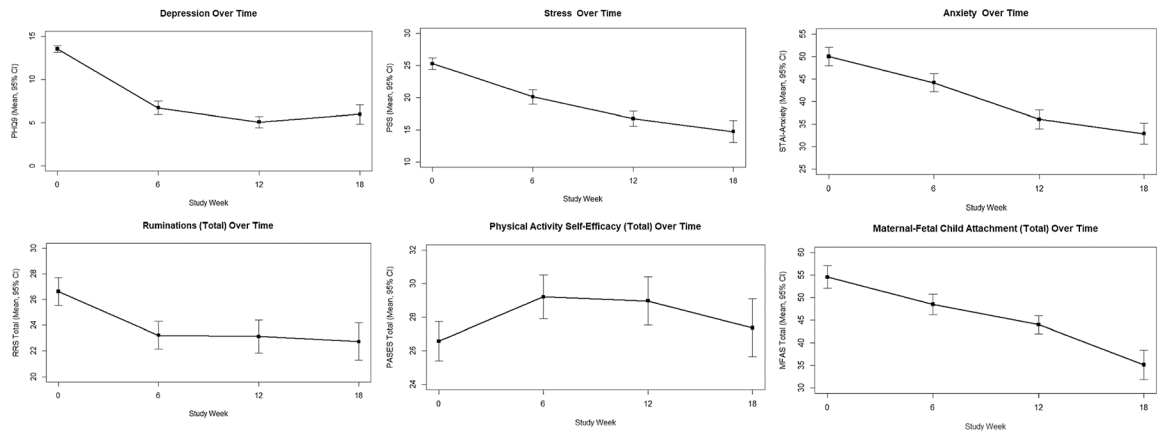 Depression Over Time
PHQ9 (Mean, 95% CI)
15
10
5
0
0 6 12 18
Study Week
Stress Over Time
PSS (Mean, 95% CI)
30
25
20
15
10
0 6 12 18
Study Week
Anxiety Over Time
STAI-Anxiety (Mean, 95% CI)
55
50
45
40
35
30
25
0 6 12 18
Study Week
Ruminations (Total) Over Time
RRS Total (Mean, 95% CI)
30
28
26
24
22
20
0 6 12 18
Study Week
Physical Activity Self-Efficacy (Total) Over Time
PASES Total (Mean, 95% CI)
32
30
28
26
24
0 6 12 18
Study Week
Maternal-Fetal Child Attachment (Total) Over Time
MFAS Total (Mean, 95% CI)
60
55
50
45
40
35
30
0 6 12 18
Study Week